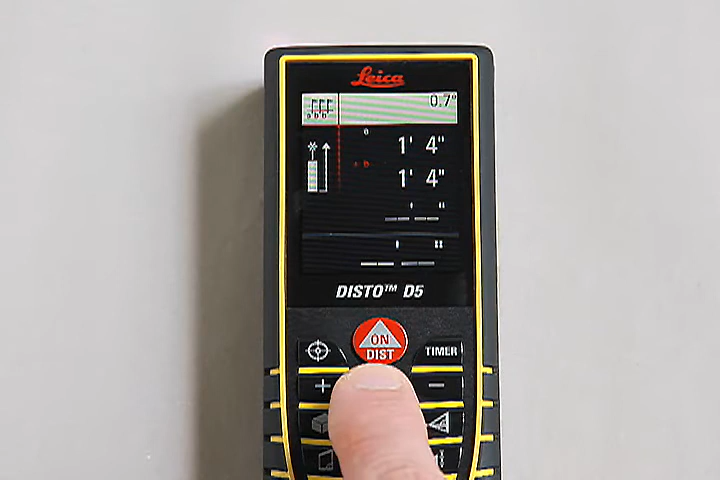 Leica
0.7°
1' 4"
1' 4"
' "
DISTO™ D5
ON
DIST
TIMER
+ −